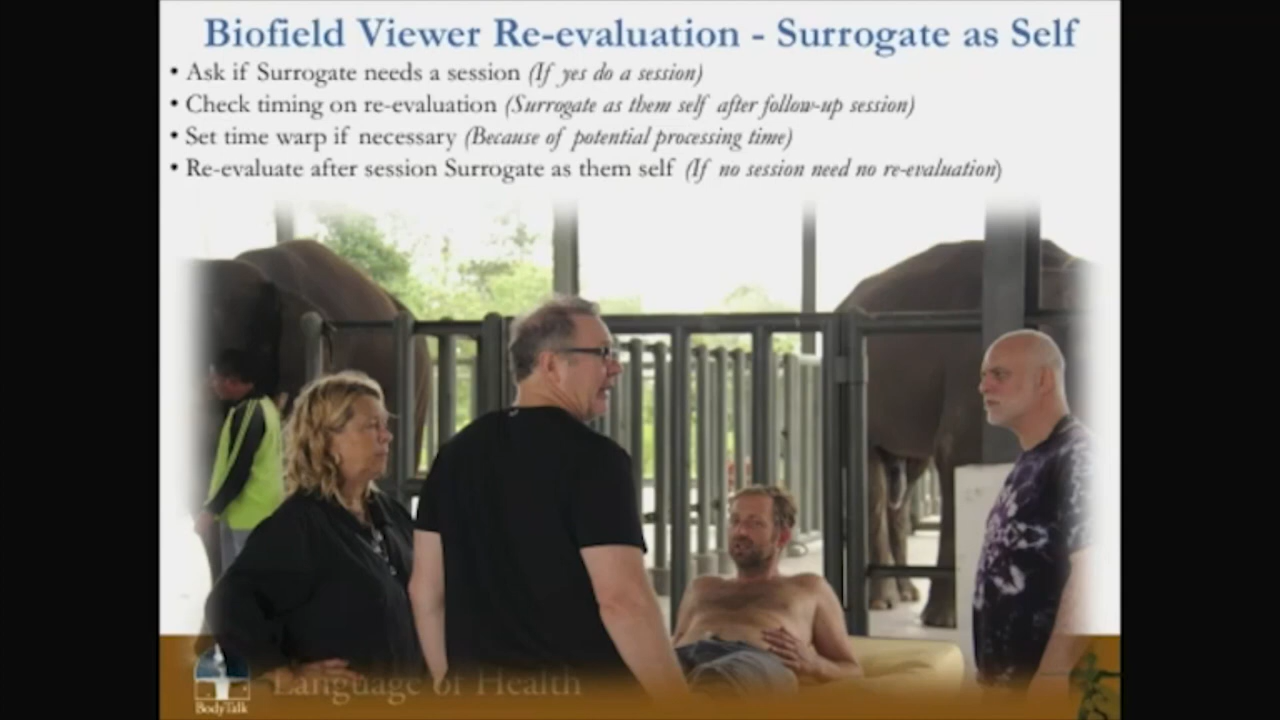 Biofield Viewer Re-evaluation - Surrogate as Self
• Ask if Surrogate needs a session (If yes do a session)
• Check timing on re-evaluation (Surrogate as them self after follow-up session)
• Set time warp if necessary (Because of potential processing time)
• Re-evaluate after session Surrogate as them self (If no session need no re-evaluation)
Language of Health
BodyTalk